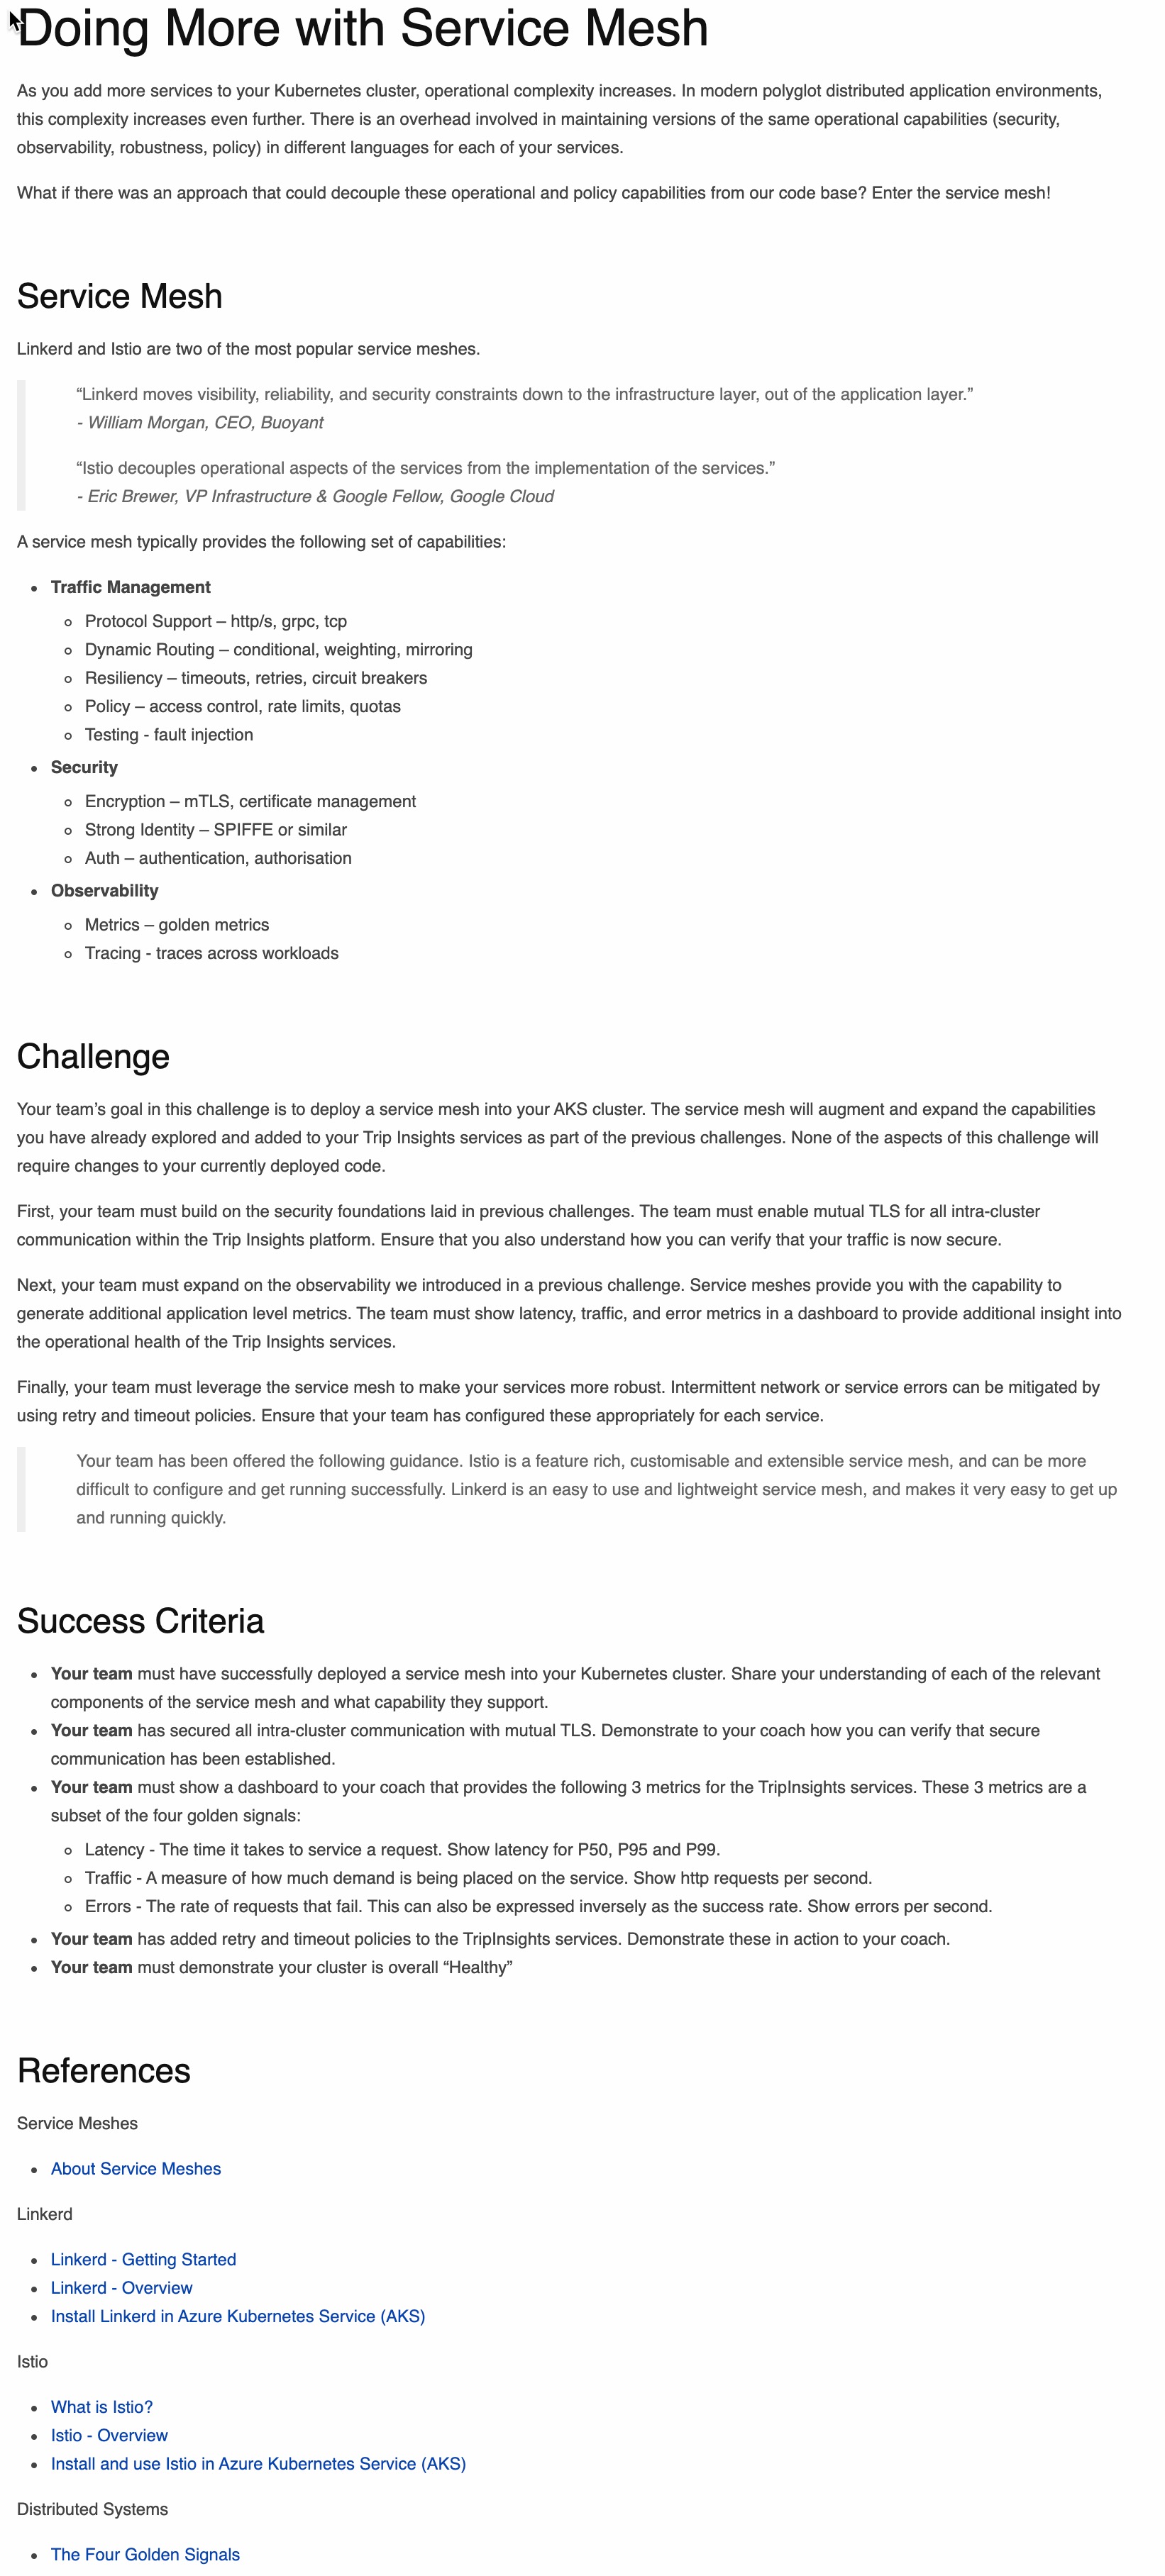 Doing More with Service Mesh
As you add more services to your Kubernetes cluster, operational complexity increases. In modern polyglot distributed application environments,
this complexity increases even further. There is an overhead involved in maintaining versions of the same operational capabilities (security,
observability, robustness, policy) in different languages for each of your services.
What if there was an approach that could decouple these operational and policy capabilities from our code base? Enter the service mesh!
Service Mesh
Linkerd and Istio are two of the most popular service meshes.
“Linkerd moves visibility, reliability, and security constraints down to the infrastructure layer, out of the application layer.”
- William Morgan, CEO, Buoyant
“Istio decouples operational aspects of the services from the implementation of the services.”
- Eric Brewer, VP Infrastructure & Google Fellow, Google Cloud
A service mesh typically provides the following set of capabilities:
• Traffic Management
◦ Protocol Support – http/s, grpc, tcp
◦ Dynamic Routing – conditional, weighting, mirroring
◦ Resiliency – timeouts, retries, circuit breakers
◦ Policy – access control, rate limits, quotas
◦ Testing - fault injection
• Security
◦ Encryption – mTLS, certificate management
◦ Strong Identity – SPIFFE or similar
◦ Auth – authentication, authorisation
• Observability
◦ Metrics – golden metrics
◦ Tracing - traces across workloads
Challenge
Your team’s goal in this challenge is to deploy a service mesh into your AKS cluster. The service mesh will augment and expand the capabilities
you have already explored and added to your Trip Insights services as part of the previous challenges. None of the aspects of this challenge will
require changes to your currently deployed code.
First, your team must build on the security foundations laid in previous challenges. The team must enable mutual TLS for all intra-cluster
communication within the Trip Insights platform. Ensure that you also understand how you can verify that your traffic is now secure.
Next, your team must expand on the observability we introduced in a previous challenge. Service meshes provide you with the capability to
generate additional application level metrics. The team must show latency, traffic, and error metrics in a dashboard to provide additional insight into
the operational health of the Trip Insights services.
Finally, your team must leverage the service mesh to make your services more robust. Intermittent network or service errors can be mitigated by
using retry and timeout policies. Ensure that your team has configured these appropriately for each service.
Your team has been offered the following guidance. Istio is a feature rich, customisable and extensible service mesh, and can be more
difficult to configure and get running successfully. Linkerd is an easy to use and lightweight service mesh, and makes it very easy to get up
and running quickly.
Success Criteria
• Your team must have successfully deployed a service mesh into your Kubernetes cluster. Share your understanding of each of the relevant
components of the service mesh and what capability they support.
• Your team has secured all intra-cluster communication with mutual TLS. Demonstrate to your coach how you can verify that secure
communication has been established.
• Your team must show a dashboard to your coach that provides the following 3 metrics for the TripInsights services. These 3 metrics are a
subset of the four golden signals:
◦ Latency - The time it takes to service a request. Show latency for P50, P95 and P99.
◦ Traffic - A measure of how much demand is being placed on the service. Show http requests per second.
◦ Errors - The rate of requests that fail. This can also be expressed inversely as the success rate. Show errors per second.
• Your team has added retry and timeout policies to the TripInsights services. Demonstrate these in action to your coach.
• Your team must demonstrate your cluster is overall “Healthy”
References
Service Meshes
• About Service Meshes
Linkerd
• Linkerd - Getting Started
• Linkerd - Overview
• Install Linkerd in Azure Kubernetes Service (AKS)
Istio
• What is Istio?
• Istio - Overview
• Install and use Istio in Azure Kubernetes Service (AKS)
Distributed Systems
• The Four Golden Signals